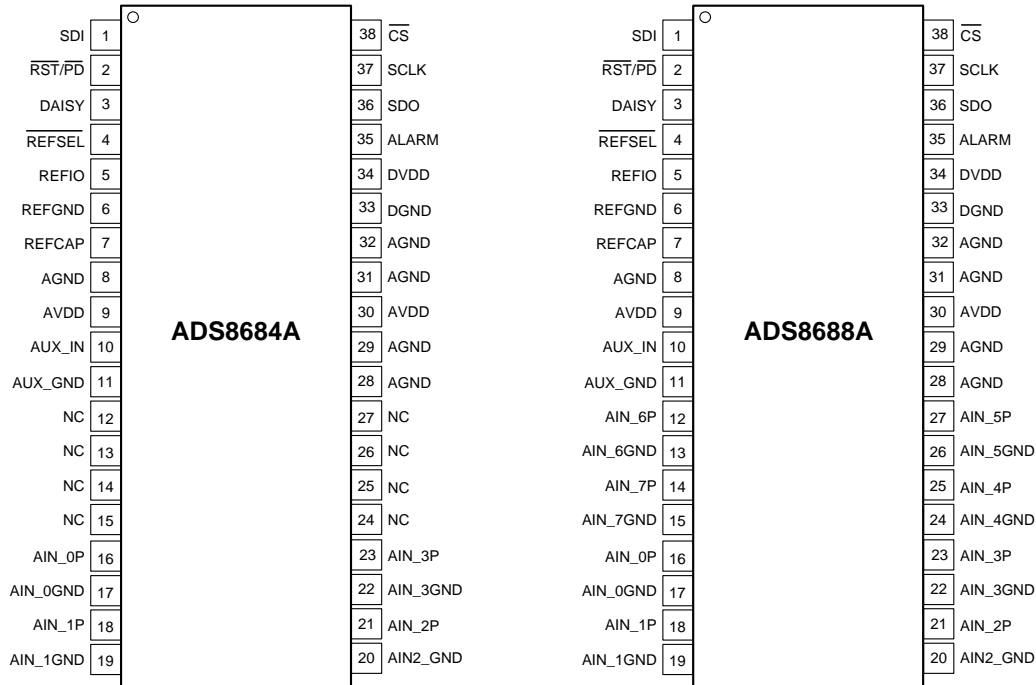 SDI 1 38 CS SDI 1 38 CS
RST/PD 2 37 SCLK RST/PD 2 37 SCLK
DAISY 3 36 SDO DAISY 3 36 SDO
REFSEL 4 35 ALARM REFSEL 4 35 ALARM
REFIO 5 34 DVDD REFIO 5 34 DVDD
REFGND 6 33 DGND REFGND 6 33 DGND
REFCAP 7 32 AGND REFCAP 7 32 AGND
AGND 8 31 AGND AGND 8 31 AGND
AVDD 9 ADS8684A 30 AVDD AVDD 9 ADS8688A 30 AVDD
AUX_IN 10 29 AGND AUX_IN 10 29 AGND
AUX_GND 11 28 AGND AUX_GND 11 28 AGND
NC 12 27 NC AIN_6P 12 27 AIN_5P
NC 13 26 NC AIN_6GND 13 26 AIN_5GND
NC 14 25 NC AIN_7P 14 25 AIN_4P
NC 15 24 NC AIN_7GND 15 24 AIN_4GND
AIN_0P 16 23 AIN_3P AIN_0P 16 23 AIN_3P
AIN_0GND 17 22 AIN_3GND AIN_0GND 17 22 AIN_3GND
AIN_1P 18 21 AIN_2P AIN_1P 18 21 AIN_2P
AIN_1GND 19 20 AIN2_GND AIN_1GND 19 20 AIN2_GND